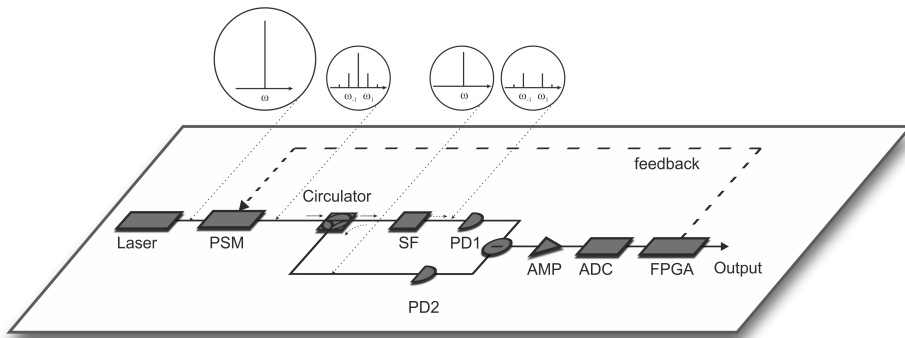 ω
ω₋₁ ω₁
ω
ω₋₁ ω₁
feedback
Circulator
Laser
PSM
SF
PD1
−
AMP
ADC
FPGA
Output
PD2